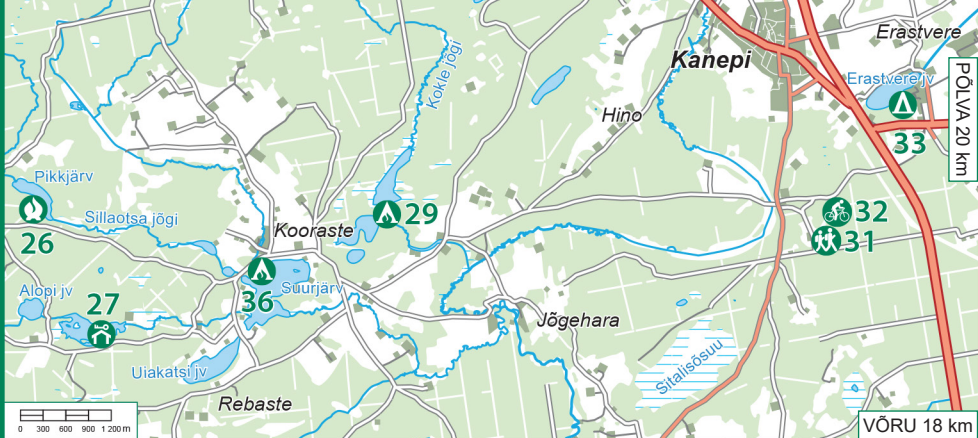 Erastvere
Kanepi
PÕLVA 20 km
Kokle jõgi
Erastvere jv
Hino
33
Pikkjärv
Sillaotsa jõgi
29
32
26
Kooraste
31
Alopi jv
27
36
Suurjärv
Jõgehara
Uiakatsi jv
Sitalisõsuu
Rebaste
0 300 600 900 1 200 m
VÕRU 18 km